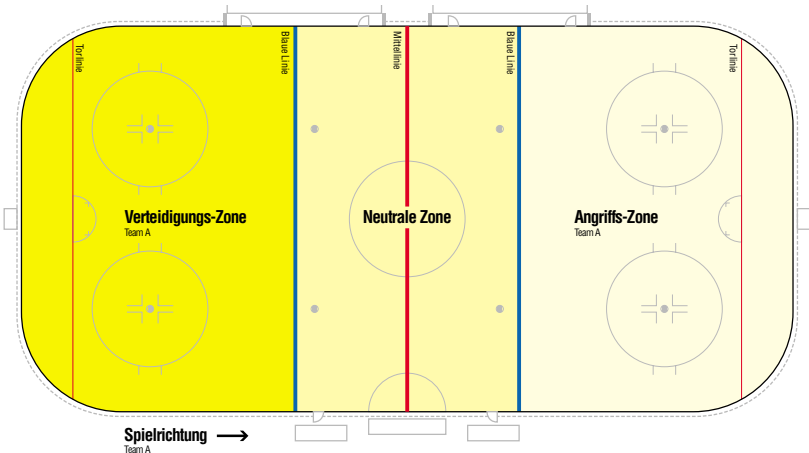 Torlinie
Blaue Linie
Mittellinie
Blaue Linie
Torlinie
Verteidigungs-Zone
Team A
Neutrale Zone
Angriffs-Zone
Team A
Spielrichtung
Team A